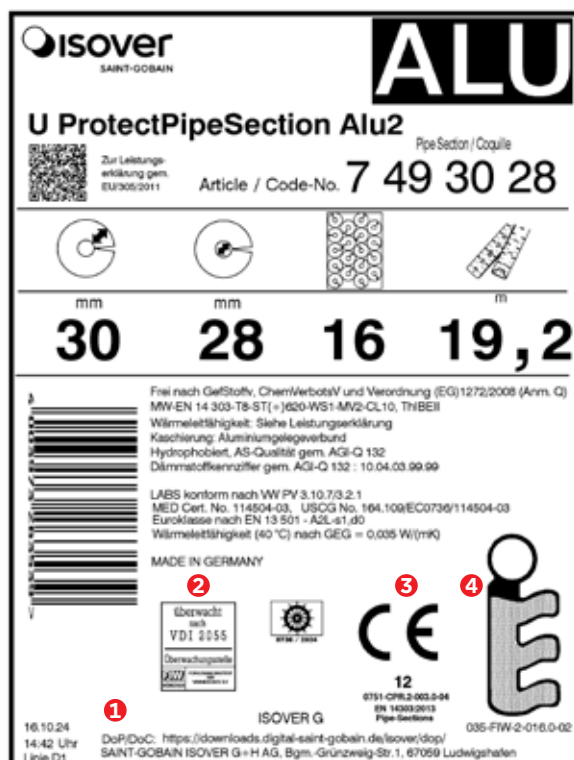 isover
SAINT-GOBAIN
ALU
U ProtectPipeSection Alu2
Pipe Section / Coquille
Zur Leistungs-
erklärung gem.
EU/305/2011
Article / Code-No. 7 49 30 28
mm mm m
30 28 16 19,2
Frei nach GefStoffv, ChemVerbotsV und Verordnung (EG)1272/2008 (Anm. Q)
MW-EN 14 303-T8-ST(+)620-WS1-MV2-CL10, ThIBEII
Wärmeleitfähigkeit: Siehe Leistungserklärung
Kaschierung: Aluminiumgelegeverbund
Hydrophobiert, AS-Qualität gem. AGI-Q 132
Dämmstoffkennziffer gem. AGI-Q 132 : 10.04.03.99.99
LABS konform nach VW PV 3.10.7/3.2.1
MED Cert. No. 114504-03, USCG No. 164.109/EC0736/114504-03
Euroklasse nach EN 13 501 - A2L-s1,d0
Wärmeleitfähigkeit (40 °C) nach GEG = 0,035 W/(mK)
MADE IN GERMANY
2
3
4
überwacht
nach
VDI 2055
Überwachungsstelle
FIW
0736 / 2024
CE
12
0751-CPR.2-003.0-04
EN 14303:2013
Pipe-Sections
035-FIW-2-016.0-02
1
ISOVER G
16.10.24
14:42 Uhr
Linie D1
DoP/DoC: https://downloads.digital-saint-gobain.de/isover/dop/
SAINT-GOBAIN ISOVER G+H AG, Bgm.-Grünzweig-Str.1, 67059 Ludwigshafen